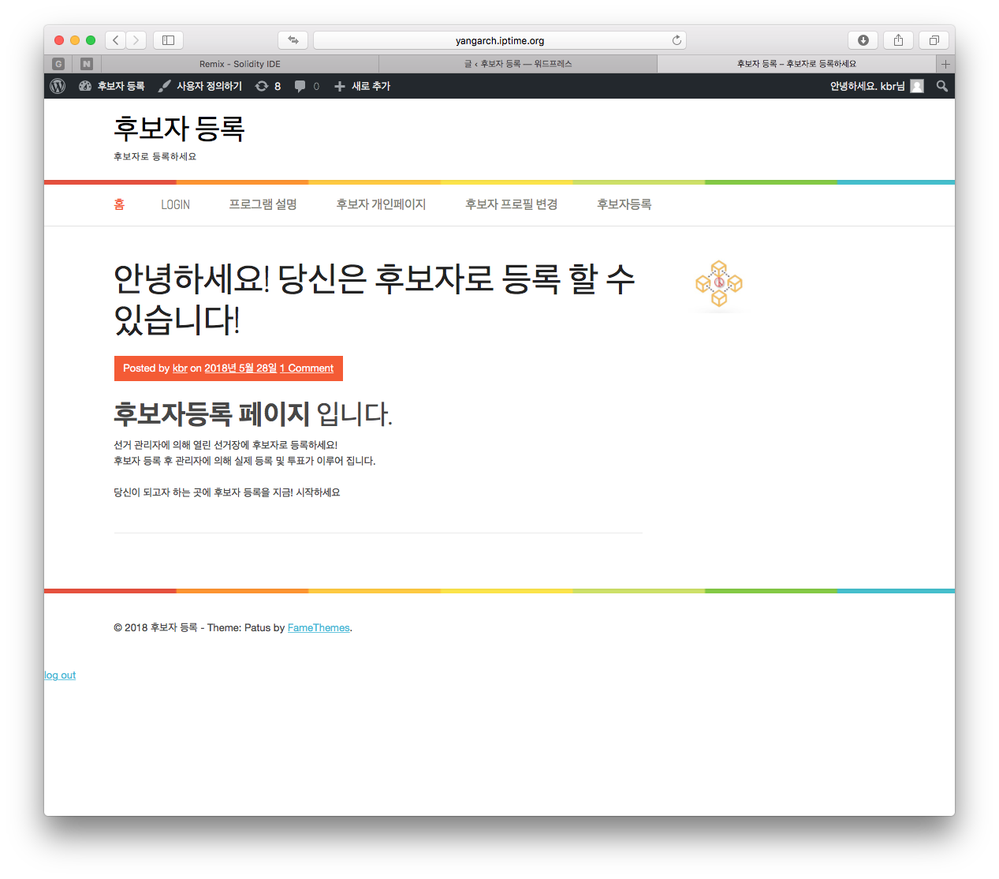 yangarch.iptime.org
G
N
Remix - Solidity IDE
글 ‹ 후보자 등록 — 워드프레스
후보자 등록 – 후보자로 등록하세요
후보자 등록
사용자 정의하기
8
0
새로 추가
안녕하세요. kbr님
후보자 등록
후보자로 등록하세요
홈
LOGIN
프로그램 설명
후보자 개인페이지
후보자 프로필 변경
후보자등록
안녕하세요! 당신은 후보자로 등록 할 수
있습니다!
Posted by kbr on 2018년 5월 28일 1 Comment
후보자등록 페이지 입니다.
선거 관리자에 의해 열린 선거장에 후보자로 등록하세요!
후보자 등록 후 관리자에 의해 실제 등록 및 투표가 이루어 집니다.
당신이 되고자 하는 곳에 후보자 등록을 지금! 시작하세요
© 2018 후보자 등록 - Theme: Patus by FameThemes.
log out